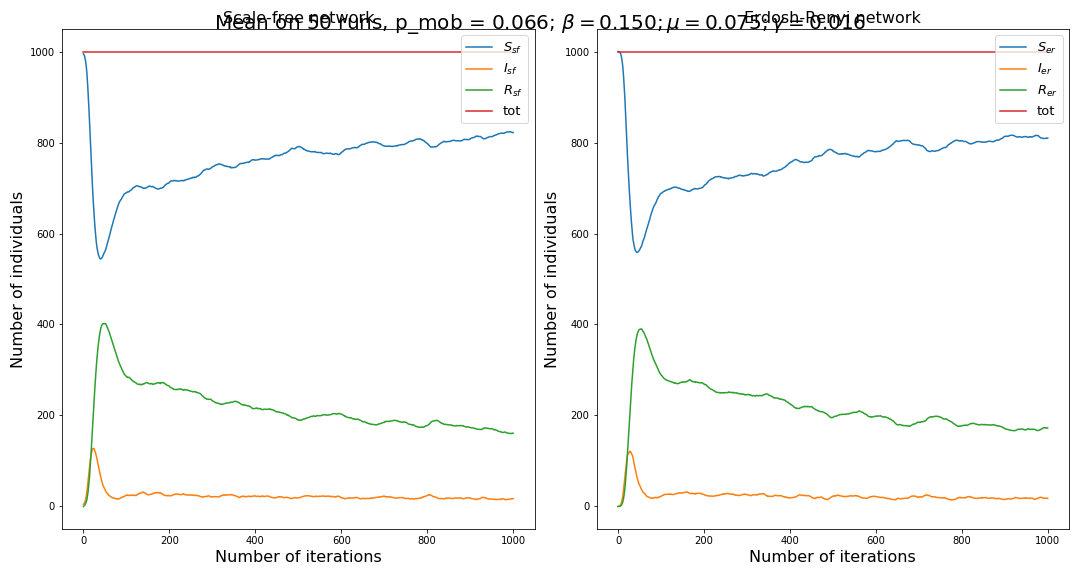 Scale-free network
Erdosh-Renyi network
Mean on 50 runs, p_mob = 0.066; β = 0.150; μ = 0.075; γ = 0.016
Number of individuals
1000
800
600
400
200
0
S_sf
I_sf
R_sf
tot
0 200 400 600 800 1000
Number of iterations
Number of individuals
1000
800
600
400
200
0
S_er
I_er
R_er
tot
0 200 400 600 800 1000
Number of iterations